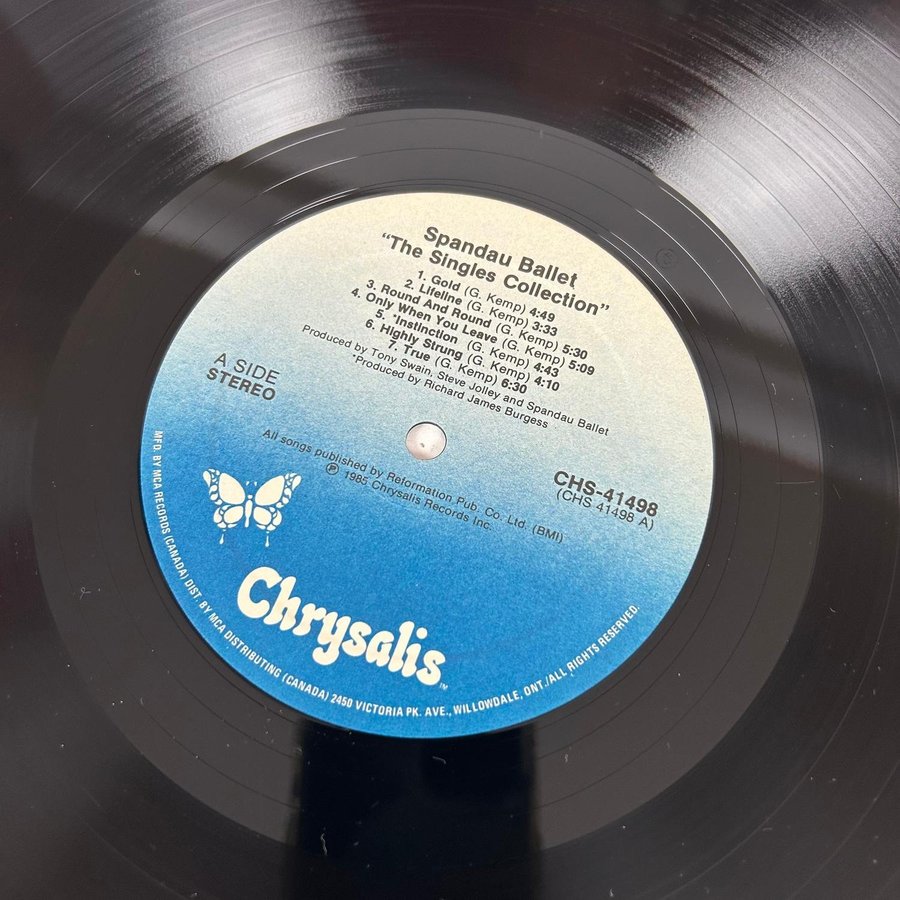 Spandau Ballet
"The Singles Collection"
1. Gold (G. Kemp) 4:49
2. Lifeline (G. Kemp) 3:33
3. Round And Round (G. Kemp) 5:30
4. Only When You Leave (G. Kemp) 5:09
5. *Instinction (G. Kemp) 4:43
6. Highly Strung (G. Kemp) 4:10
7. True (G. Kemp) 6:30
Produced by Tony Swain, Steve Jolley and Spandau Ballet
*Produced by Richard James Burgess
A SIDE
STEREO
CHS-41498
(CHS 41498 A)
All songs published by Reformation Pub. Co. Ltd. (BMI)
℗ 1985 Chrysalis Records Inc.
Chrysalis™
MFD. BY MCA RECORDS (CANADA) DIST. BY MCA DISTRIBUTING (CANADA) 2450 VICTORIA PK. AVE., WILLOWDALE, ONT./ALL RIGHTS RESERVED.